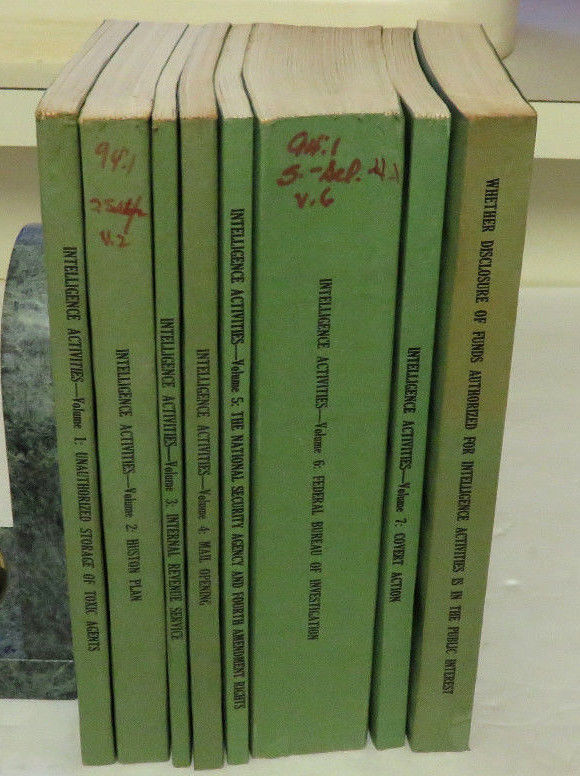 INTELLIGENCE ACTIVITIES—Volume 1: UNAUTHORIZED STORAGE OF TOXIC AGENTS
94:1
v.2
INTELLIGENCE ACTIVITIES—Volume 2: HUSTON PLAN
INTELLIGENCE ACTIVITIES—Volume 3: INTERNAL REVENUE SERVICE
INTELLIGENCE ACTIVITIES—Volume 4: MAIL OPENING
INTELLIGENCE ACTIVITIES—Volume 5: THE NATIONAL SECURITY AGENCY AND FOURTH AMENDMENT RIGHTS
94:1
v.6
INTELLIGENCE ACTIVITIES—Volume 6: FEDERAL BUREAU OF INVESTIGATION
INTELLIGENCE ACTIVITIES—Volume 7: COVERT ACTION
WHETHER DISCLOSURE OF FUNDS AUTHORIZED FOR INTELLIGENCE ACTIVITIES IS IN THE PUBLIC INTEREST